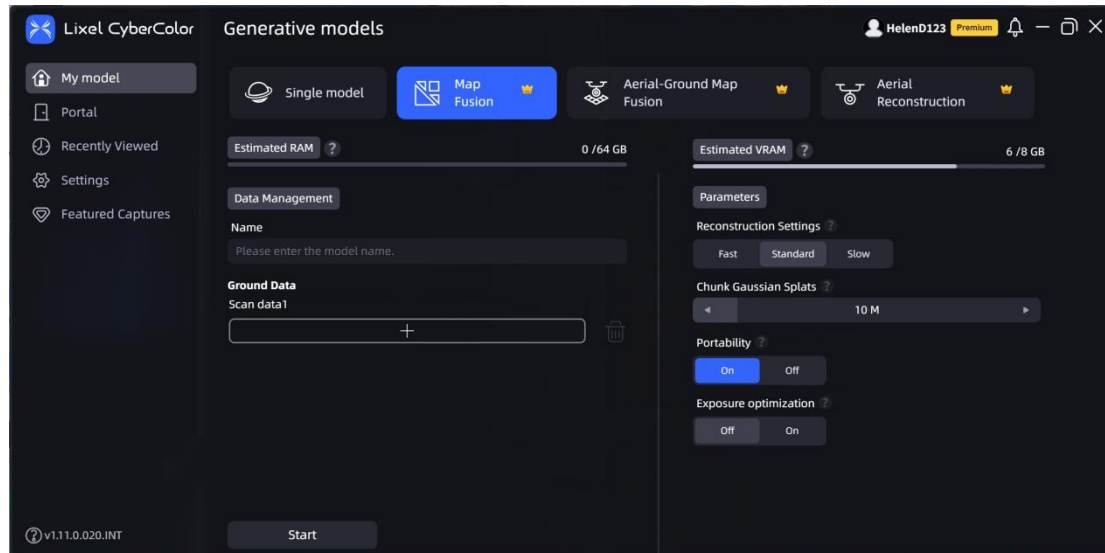 Lixel CyberColor
Generative models
HelenD123 Premium
My model
Portal
Recently Viewed
Settings
Featured Captures
Single model
Map
Fusion
Aerial-Ground Map
Fusion
Aerial
Reconstruction
Estimated RAM ? 0 /64 GB
Data Management
Name
Please enter the model name.
Ground Data
Scan data1
+
Start
Estimated VRAM ? 6 /8 GB
Parameters
Reconstruction Settings ?
Fast Standard Slow
Chunk Gaussian Splats ?
10 M
Portability ?
On Off
Exposure optimization ?
Off On
? v1.11.0.020.INT